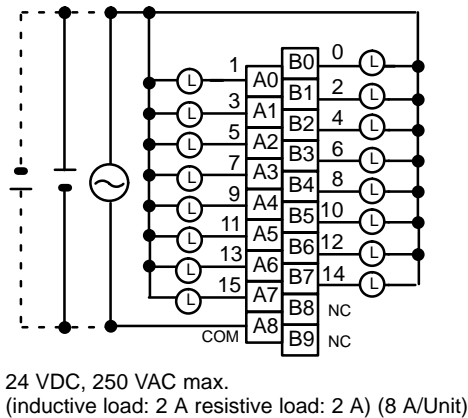 0
1 B0 L
L A0 2
3 B1 L
L A1 4
5 B2 L
L A2 6
7 B3 L
L A3 8
9 B4 L
L A4 10
11 B5 L
L A5 12
13 B6 L
L A6 14
15 B7 L
L A7 B8 NC
COM A8 B9 NC
24 VDC, 250 VAC max.
(inductive load: 2 A resistive load: 2 A) (8 A/Unit)